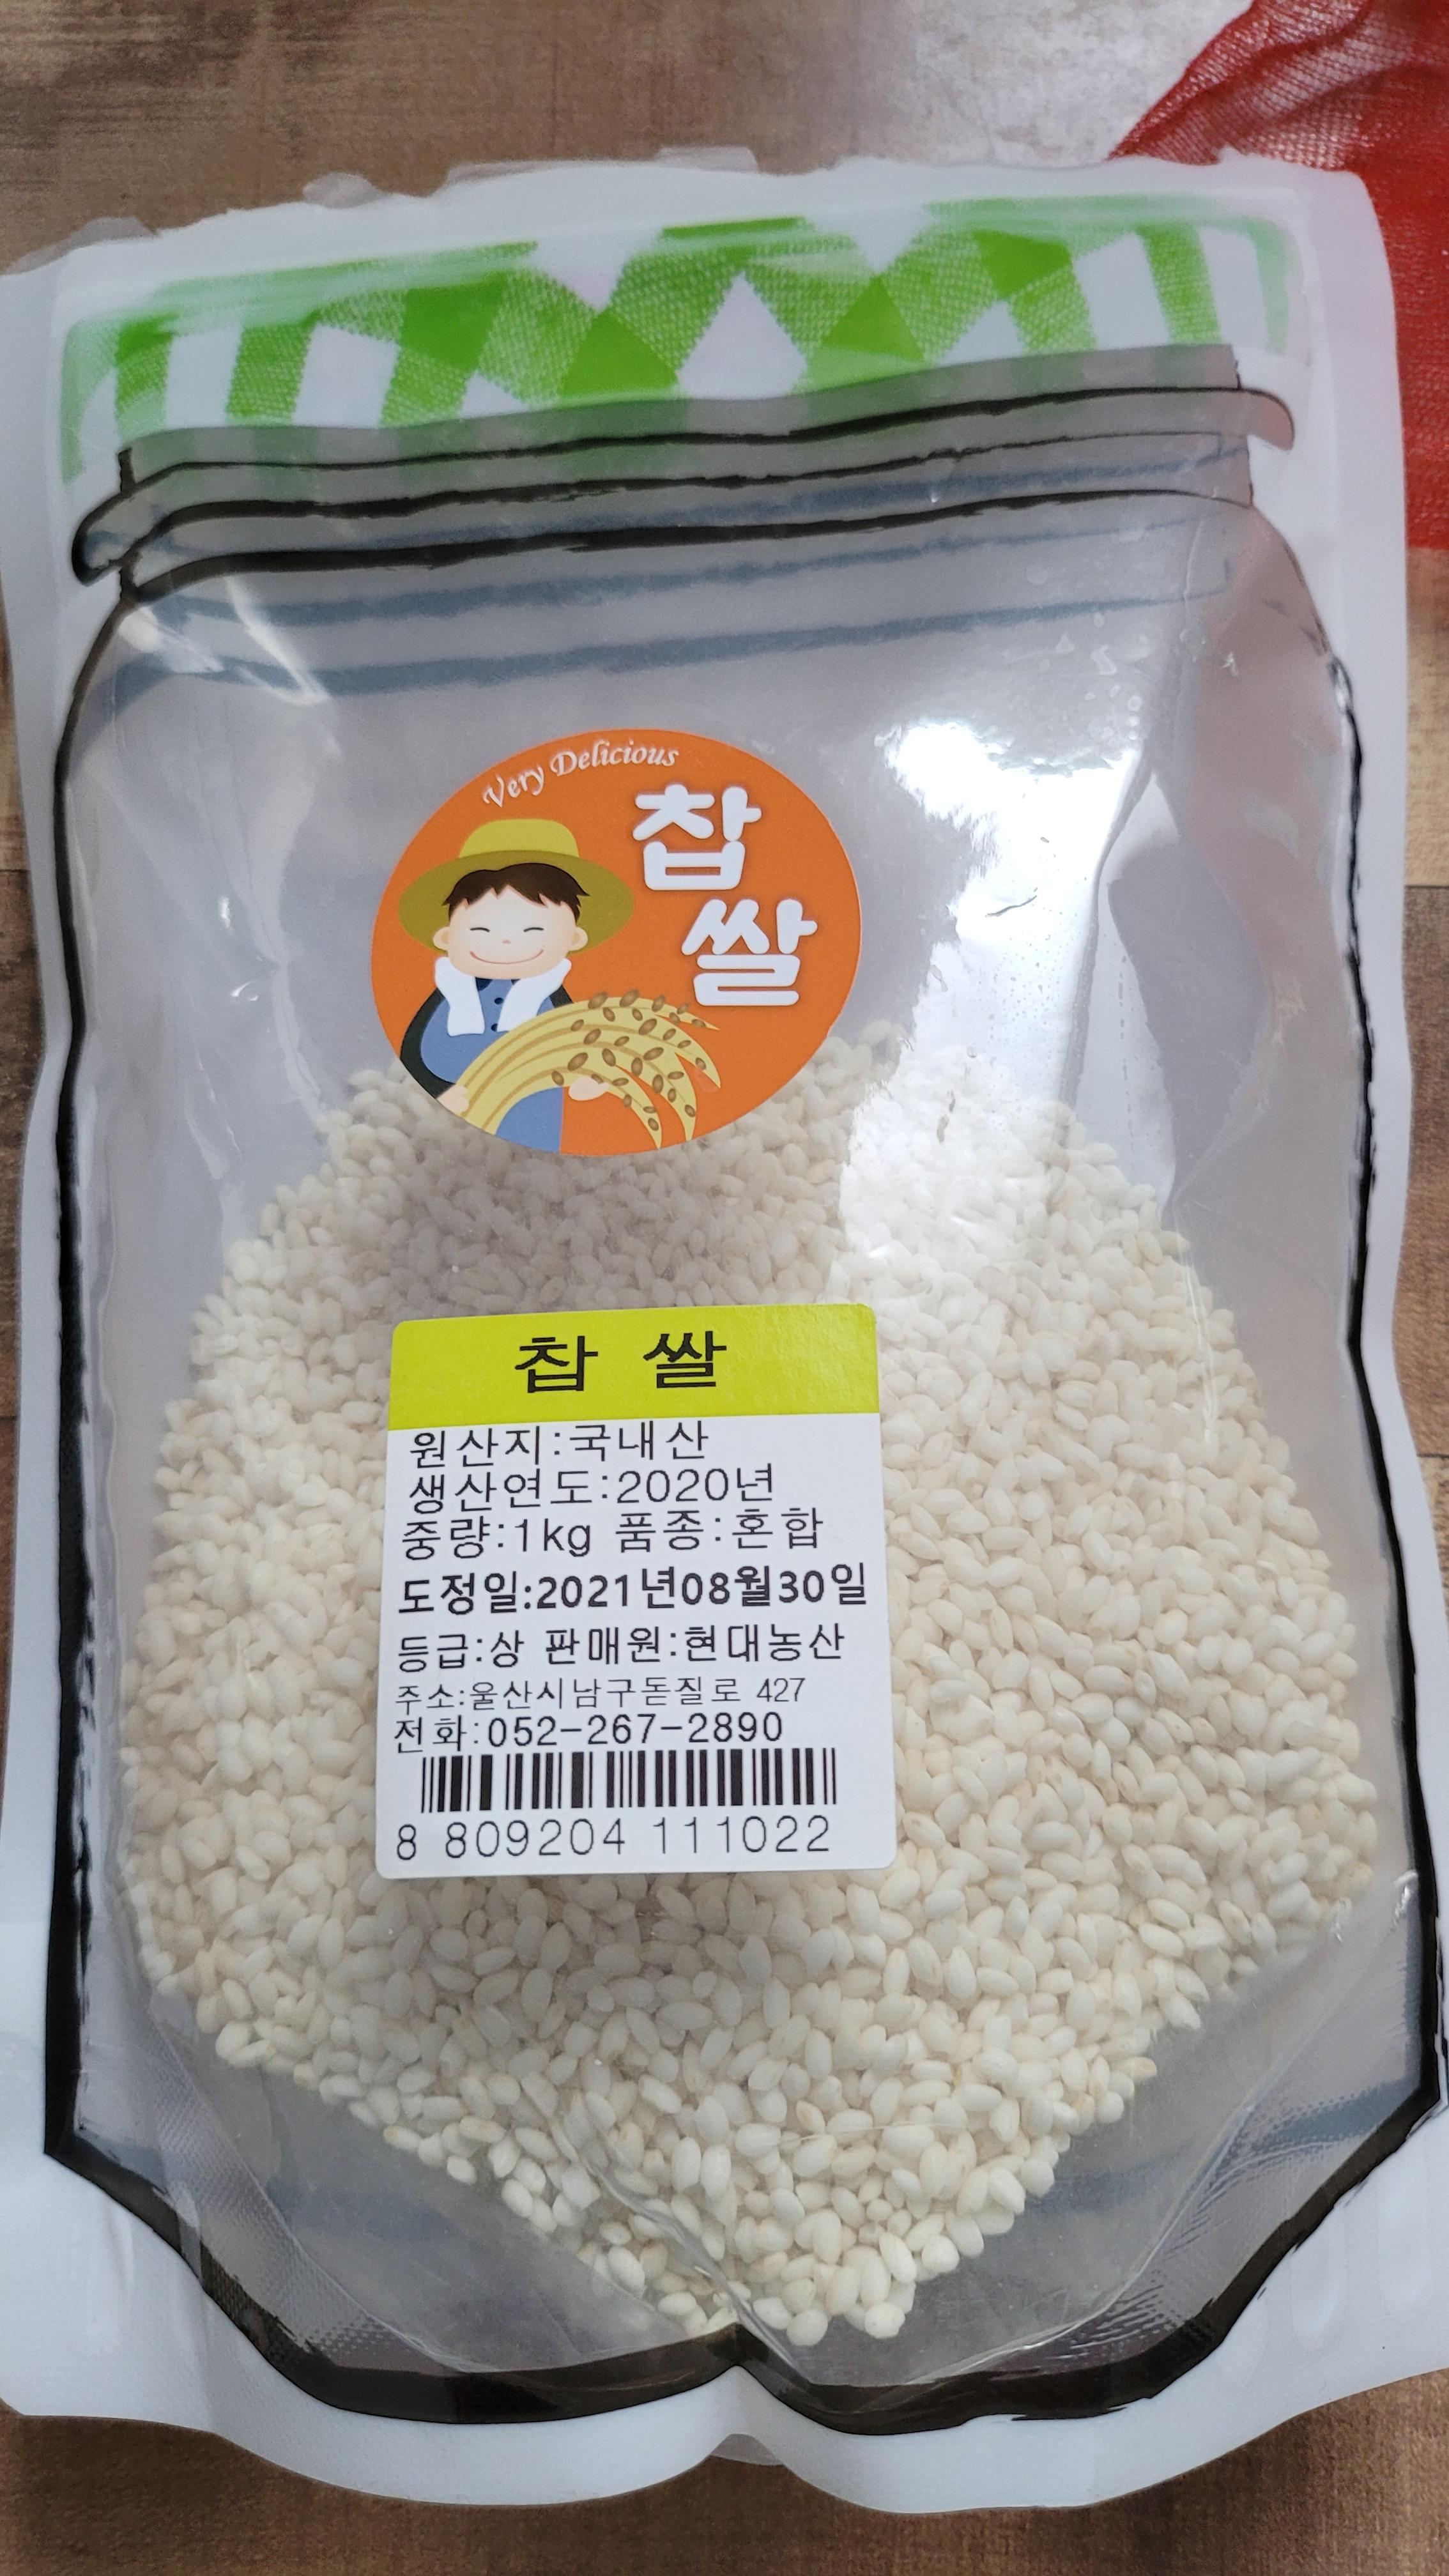 Very Delicious
찹
쌀
찹 쌀
원산지:국내산
생산연도:2020년
중량:1kg 품종:혼합
도정일:2021년08월30일
등급:상 판매원:현대농산
주소:울산시남구돋질로 427
전화:052-267-2890
8 809204 111022